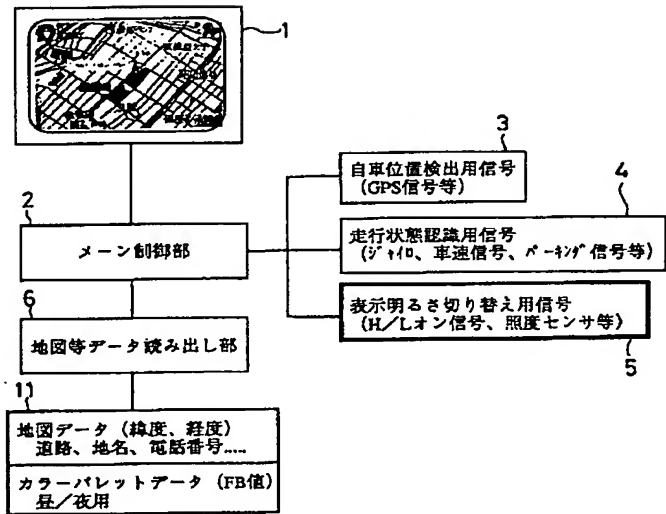 1
3
自車位置検出用信号
(GPS信号等)
4
2
メーン制御部
走行状態認識用信号
(ジャイロ、車速信号、パーキング信号等)
6
表示明るさ切り替え用信号
(H/Lオン信号、照度センサ等)
5
地図等データ読み出し部
11
地図データ (緯度、経度)
道路、地名、電話番号.....
カラーパレットデータ (FB値)
昼/夜用